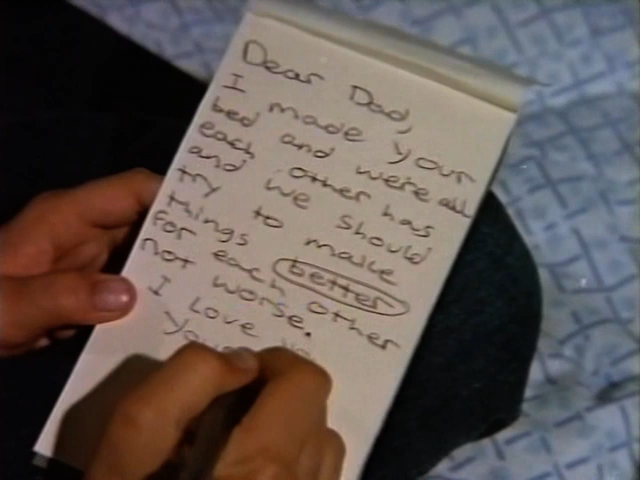 Dear Dad,
I made your
bed and we're all
each other has
and we should
try to make
things better
for each other
not worse.
I love